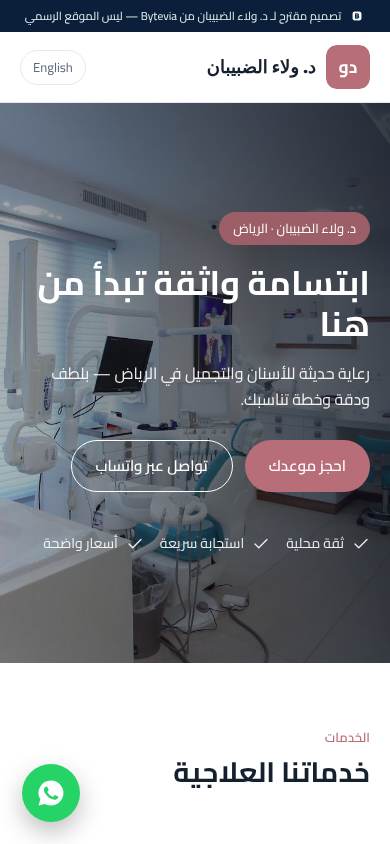 تصميم مقترح لـ د. ولاء الضبيبان من Bytevia — ليس الموقع الرسمي
دو
د. ولاء الضبيبان
English
د. ولاء الضبيبان · الرياض
ابتسامة واثقة تبدأ من
هنا
رعاية حديثة للأسنان والتجميل في الرياض — بلطف
ودقة وخطة تناسبك.
احجز موعدك
تواصل عبر واتساب
ثقة محلية
استجابة سريعة
أسعار واضحة
الخدمات
خدماتنا العلاجية